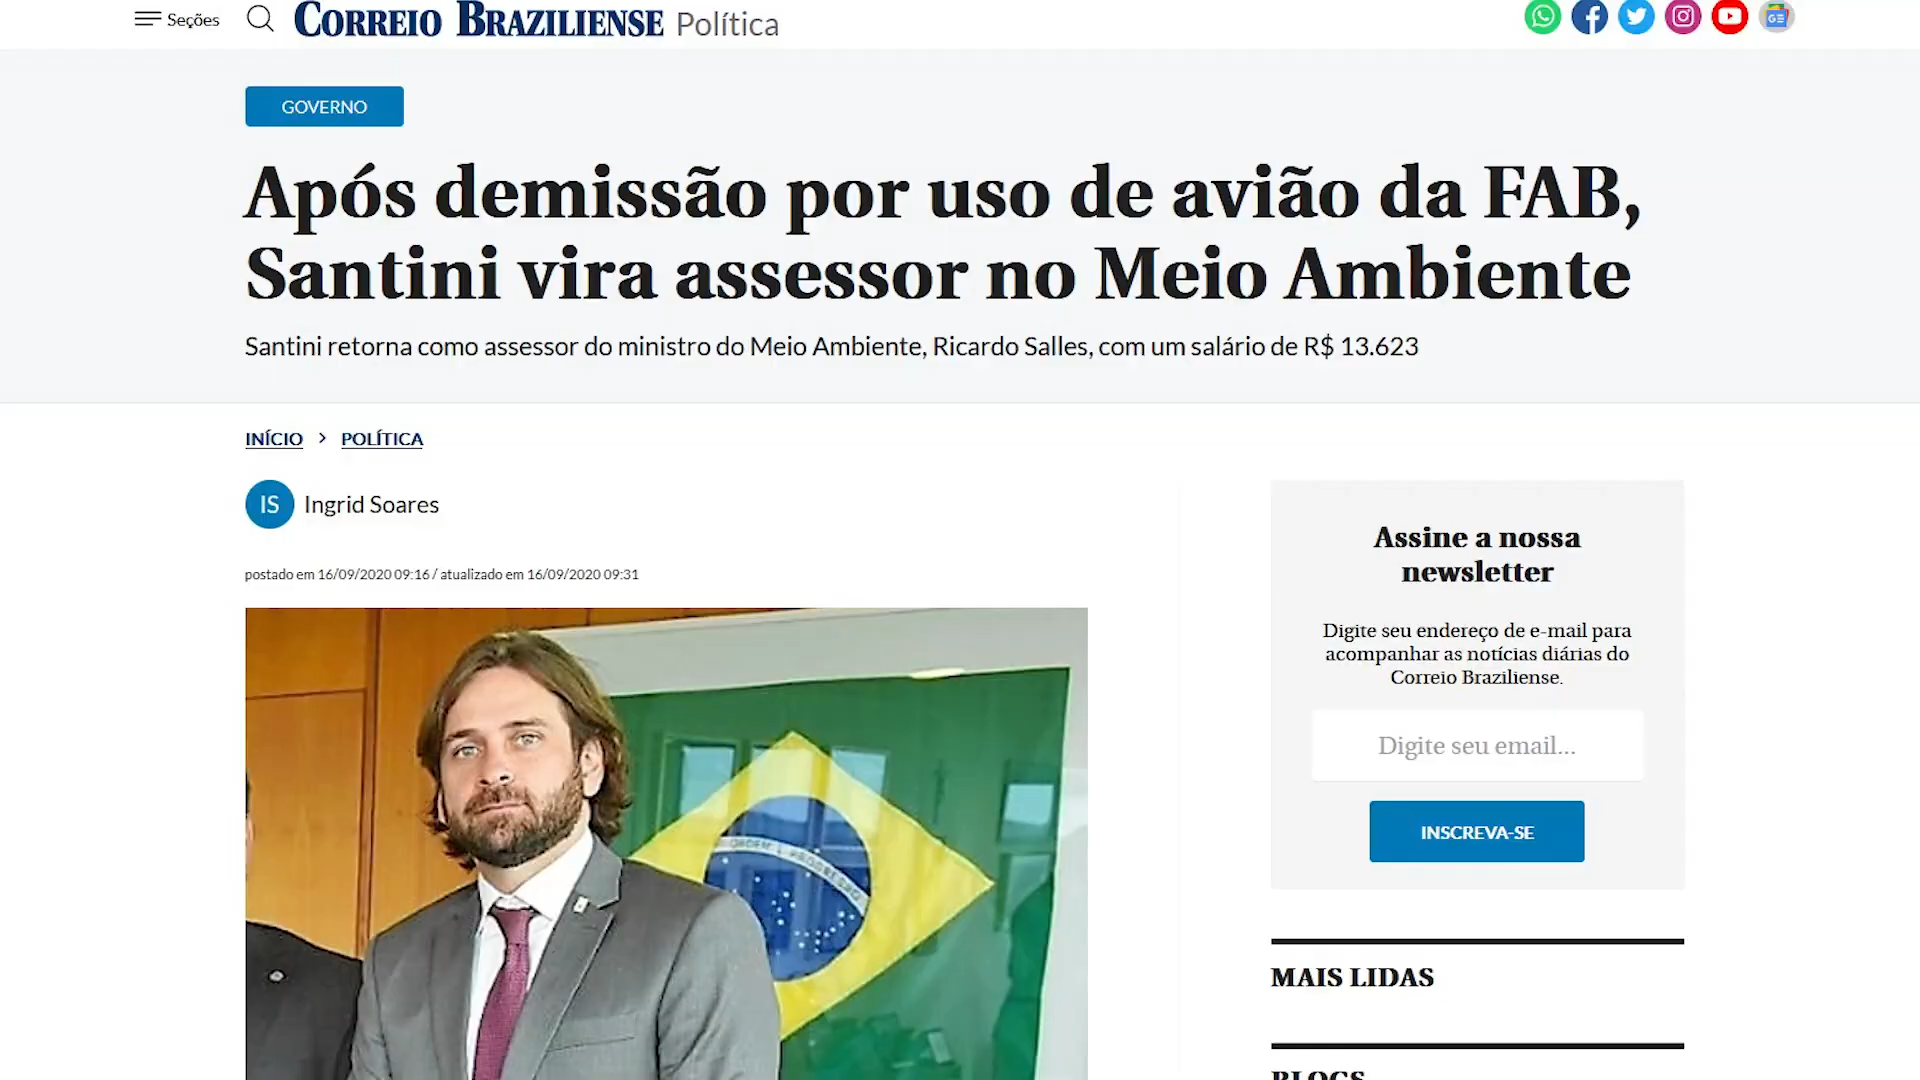 Seções
CORREIO BRAZILIENSE Política
GOVERNO
Após demissão por uso de avião da FAB,
Santini vira assessor no Meio Ambiente
Santini retorna como assessor do ministro do Meio Ambiente, Ricardo Salles, com um salário de R$ 13.623
INÍCIO > POLÍTICA
IS Ingrid Soares
postado em 16/09/2020 09:16 / atualizado em 16/09/2020 09:31
Assine a nossa
newsletter
Digite seu endereço de e-mail para
acompanhar as notícias diárias do
Correio Braziliense.
Digite seu email...
INSCREVA-SE
MAIS LIDAS
BLOGS